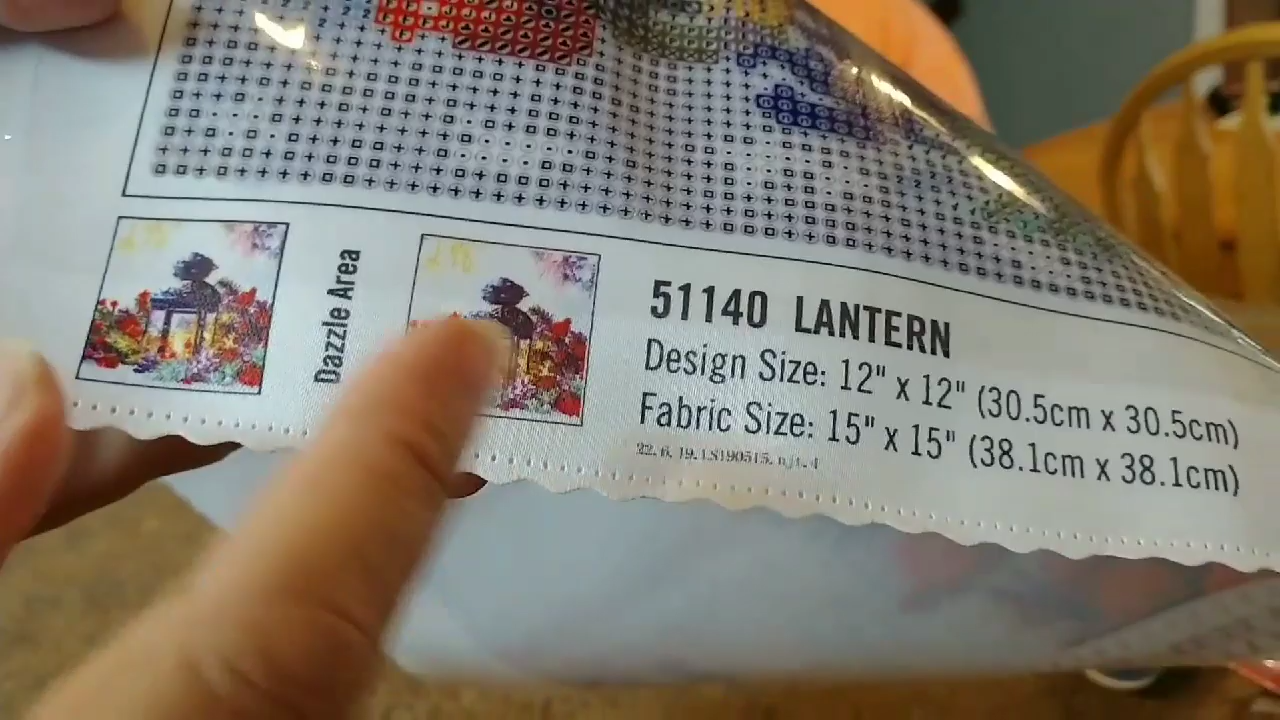 Dazzle Area
51140 LANTERN
Design Size: 12" x 12" (30.5cm x 30.5cm)
Fabric Size: 15" x 15" (38.1cm x 38.1cm)